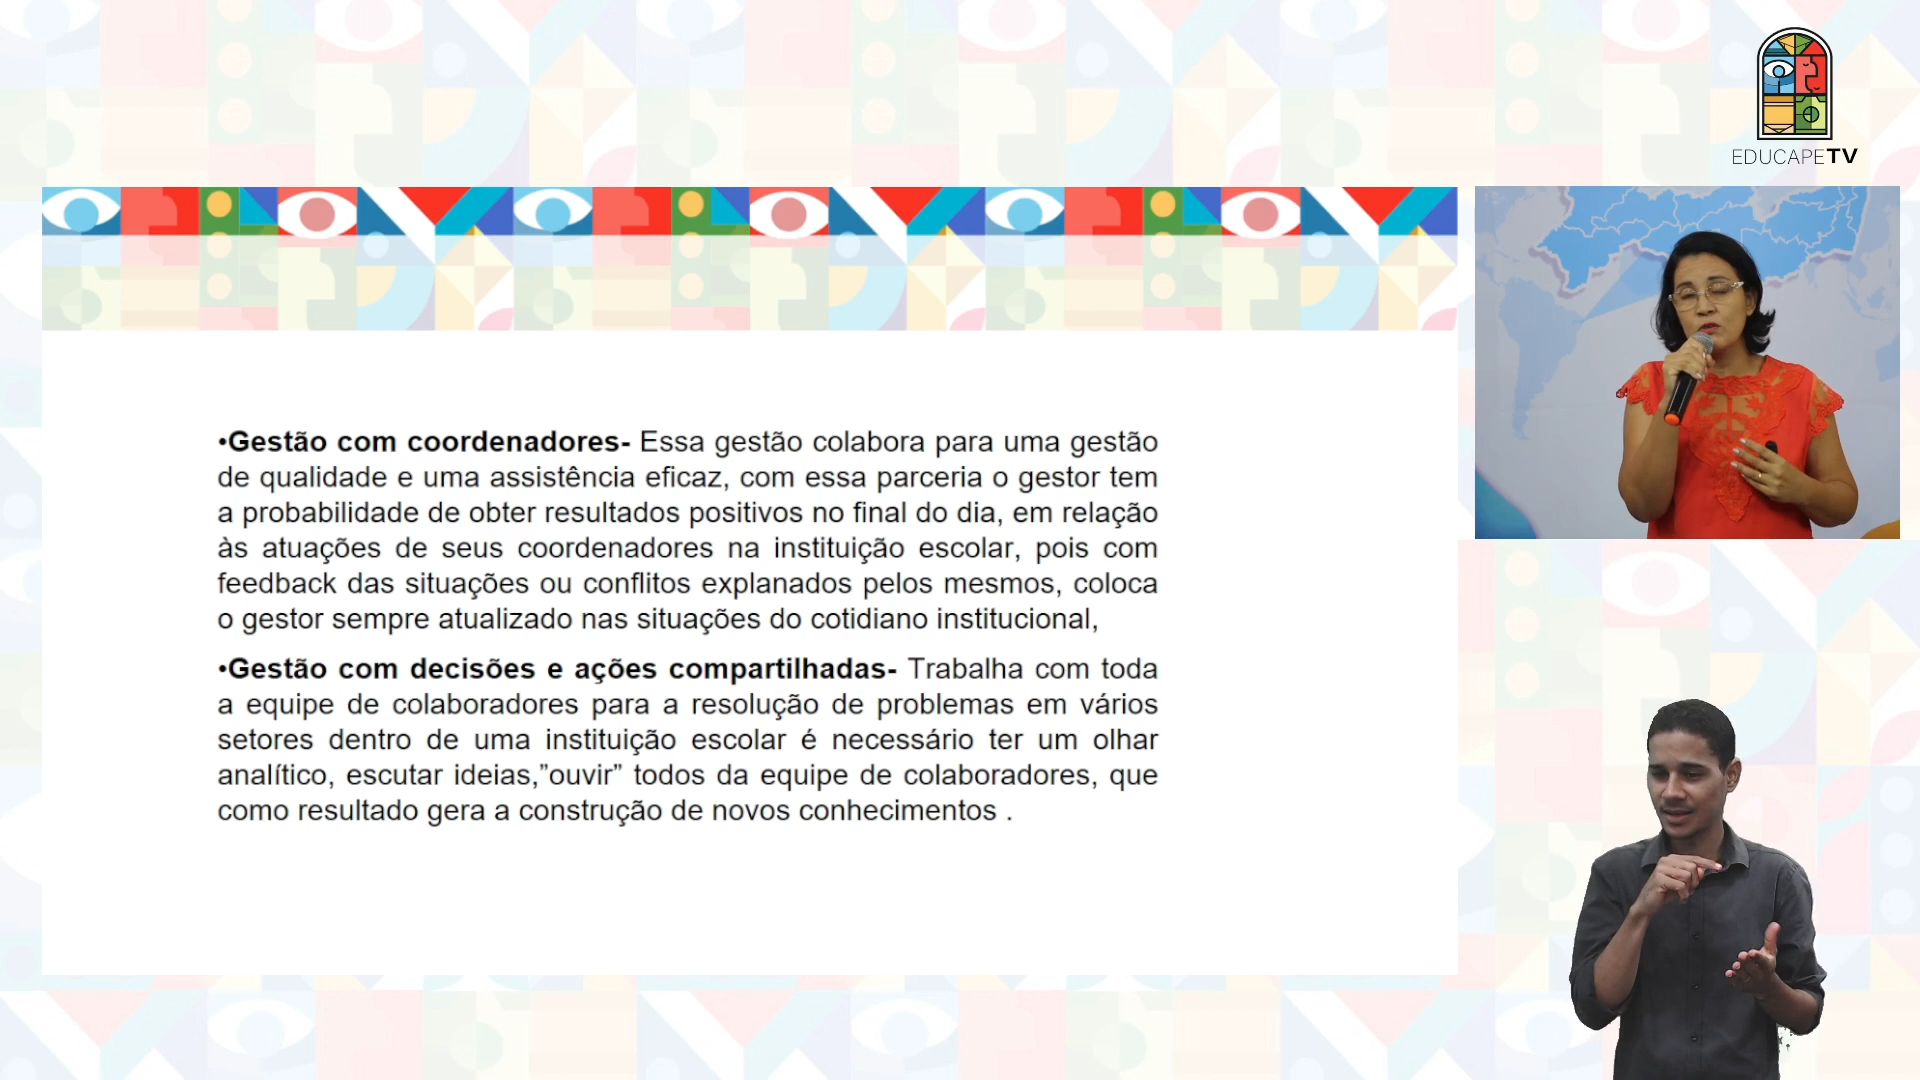 EDUCAPETV
•Gestão com coordenadores- Essa gestão colabora para uma gestão
de qualidade e uma assistência eficaz, com essa parceria o gestor tem
a probabilidade de obter resultados positivos no final do dia, em relação
às atuações de seus coordenadores na instituição escolar, pois com
feedback das situações ou conflitos explanados pelos mesmos, coloca
o gestor sempre atualizado nas situações do cotidiano institucional,
•Gestão com decisões e ações compartilhadas- Trabalha com toda
a equipe de colaboradores para a resolução de problemas em vários
setores dentro de uma instituição escolar é necessário ter um olhar
analítico, escutar ideias,”ouvir” todos da equipe de colaboradores, que
como resultado gera a construção de novos conhecimentos .